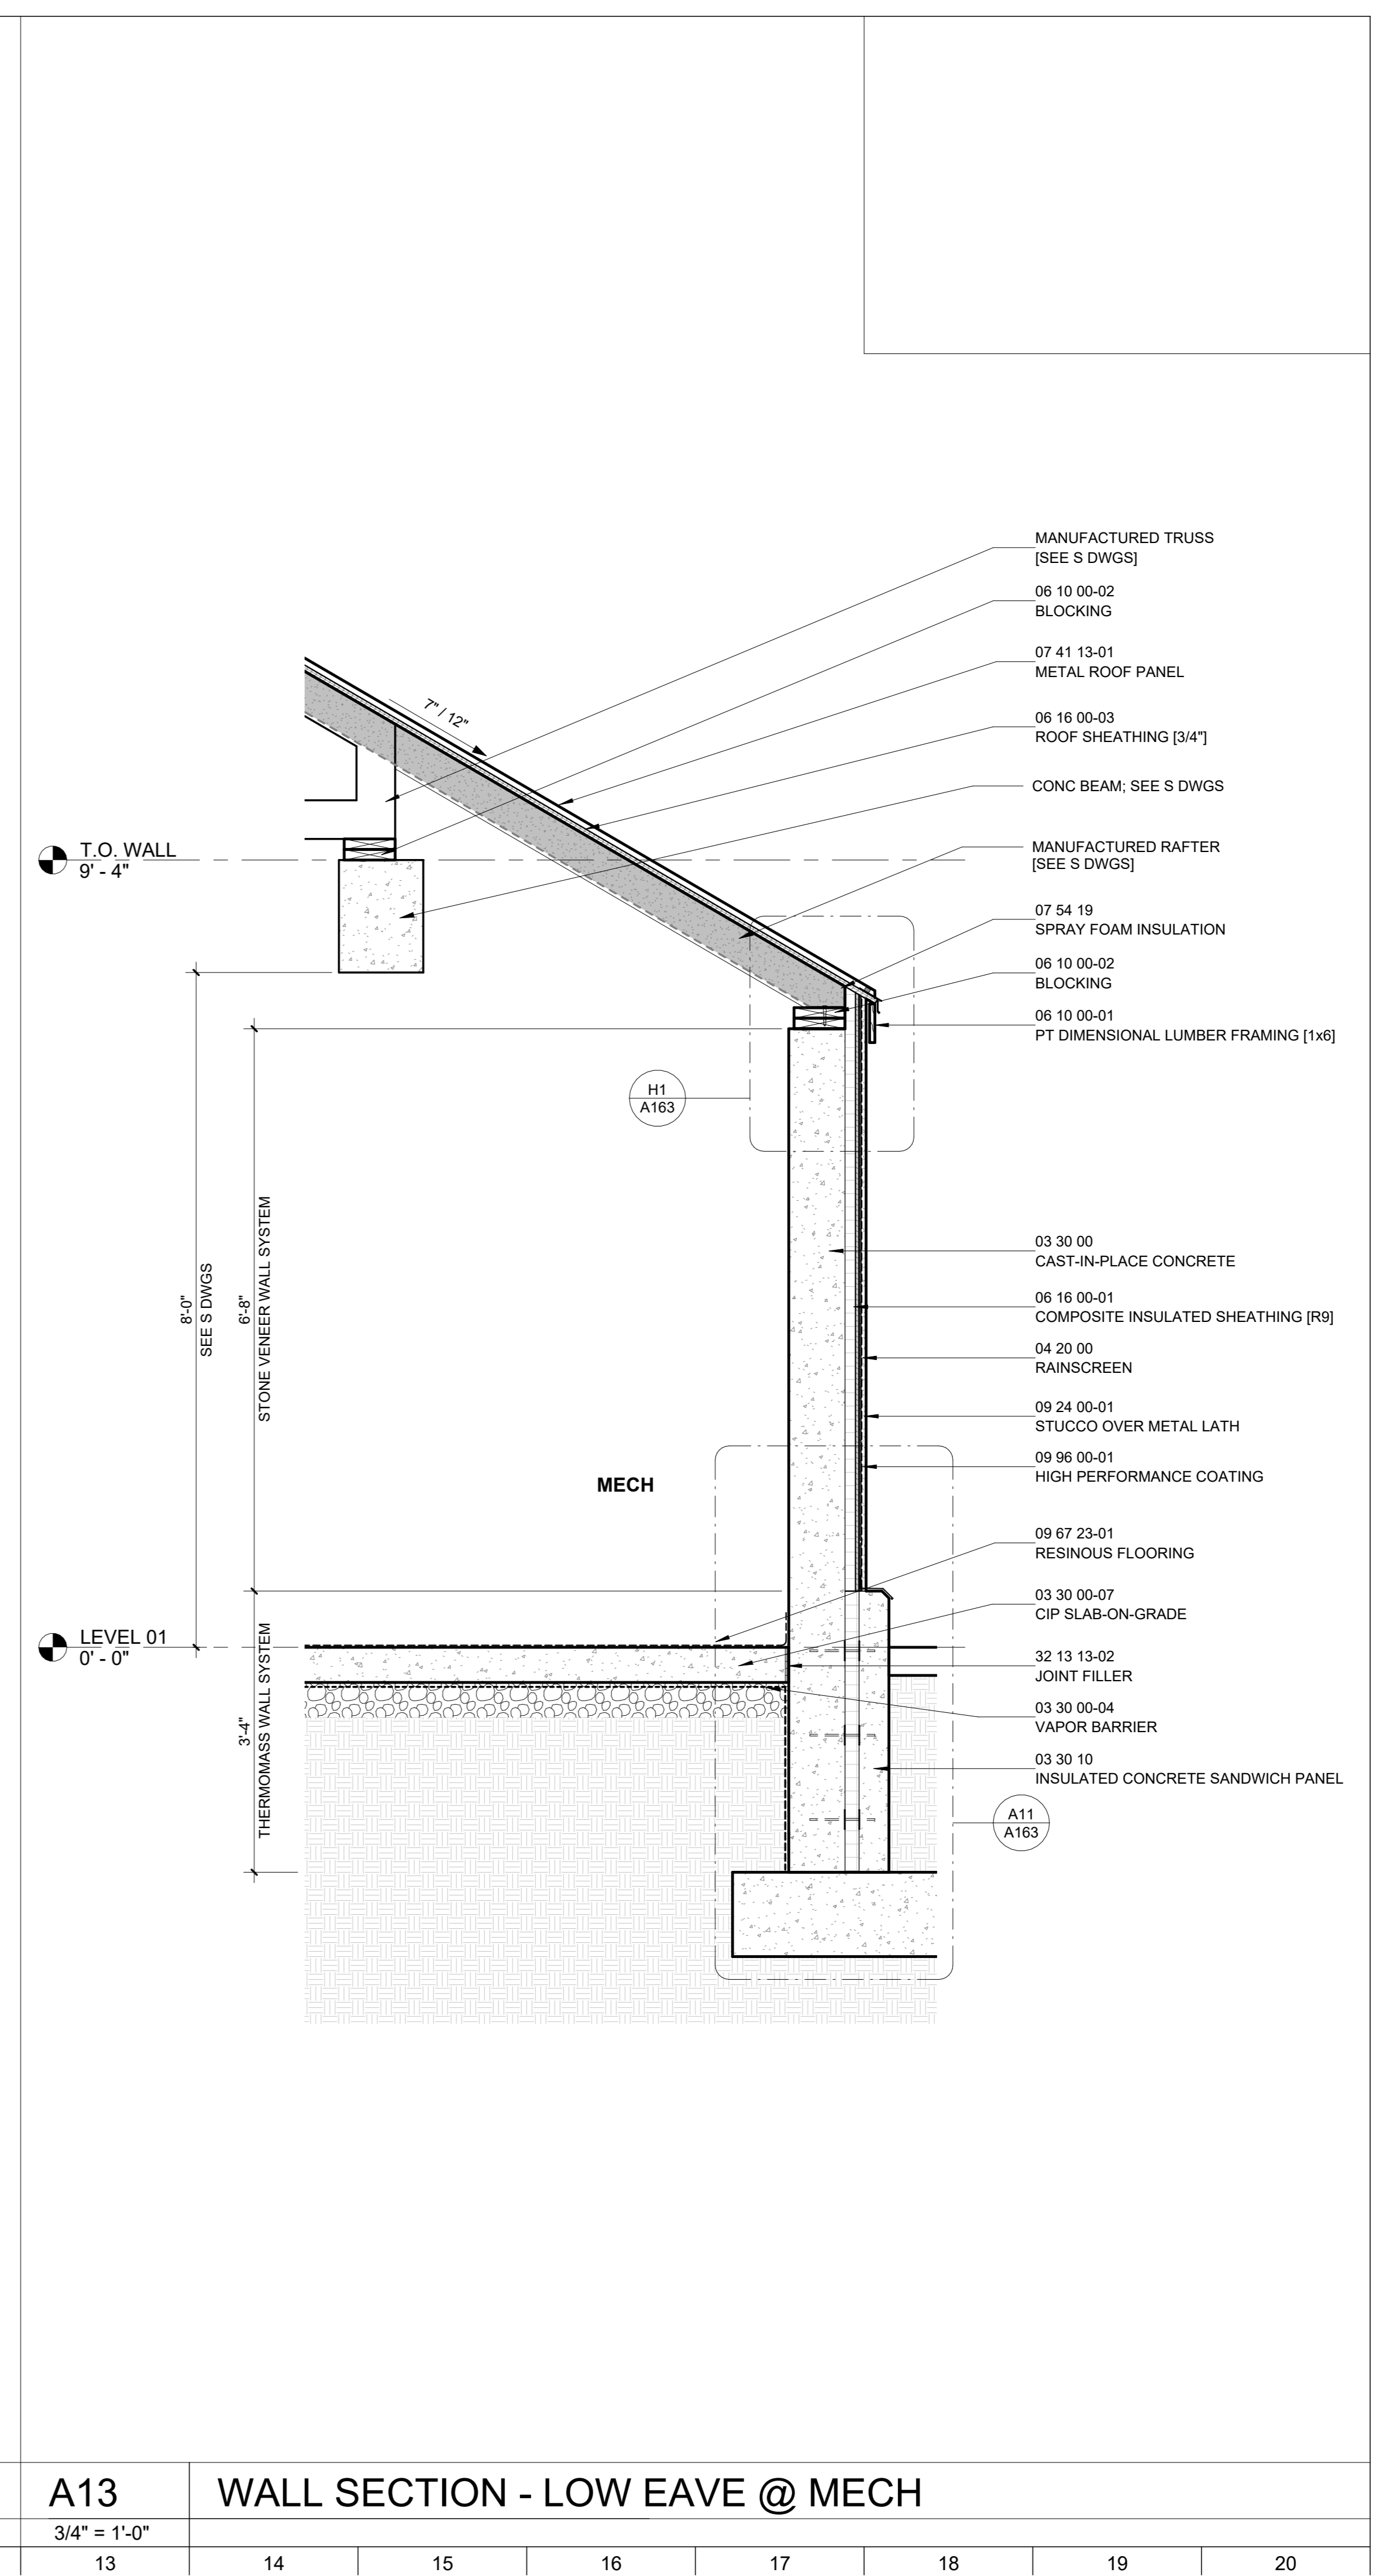 MANUFACTURED TRUSS
[SEE S DWGS]
06 10 00-02
BLOCKING
07 41 13-01
METAL ROOF PANEL
7" / 12"
06 16 00-03
ROOF SHEATHING [3/4"]
CONC BEAM; SEE S DWGS
T.O. WALL
9' - 4"
MANUFACTURED RAFTER
[SEE S DWGS]
07 54 19
SPRAY FOAM INSULATION
06 10 00-02
BLOCKING
06 10 00-01
PT DIMENSIONAL LUMBER FRAMING [1x6]
H1
A163
8'-0"
SEE S DWGS
6'-8"
STONE VENEER WALL SYSTEM
03 30 00
CAST-IN-PLACE CONCRETE
06 16 00-01
COMPOSITE INSULATED SHEATHING [R9]
04 20 00
RAINSCREEN
09 24 00-01
STUCCO OVER METAL LATH
09 96 00-01
HIGH PERFORMANCE COATING
MECH
09 67 23-01
RESINOUS FLOORING
03 30 00-07
CIP SLAB-ON-GRADE
LEVEL 01
0' - 0"
32 13 13-02
JOINT FILLER
03 30 00-04
VAPOR BARRIER
3'-4"
THERMOMASS WALL SYSTEM
03 30 10
INSULATED CONCRETE SANDWICH PANEL
A11
A163
A13
WALL SECTION - LOW EAVE @ MECH
3/4" = 1'-0"
13 14 15 16 17 18 19 20